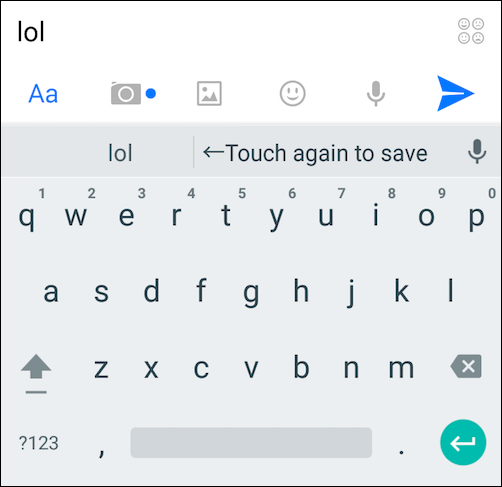 lol
Aa
lol ←Touch again to save
1 2 3 4 5 6 7 8 9 0
q w e r t y u i o p
a s d f g h j k l
z x c v b n m
?123 , .